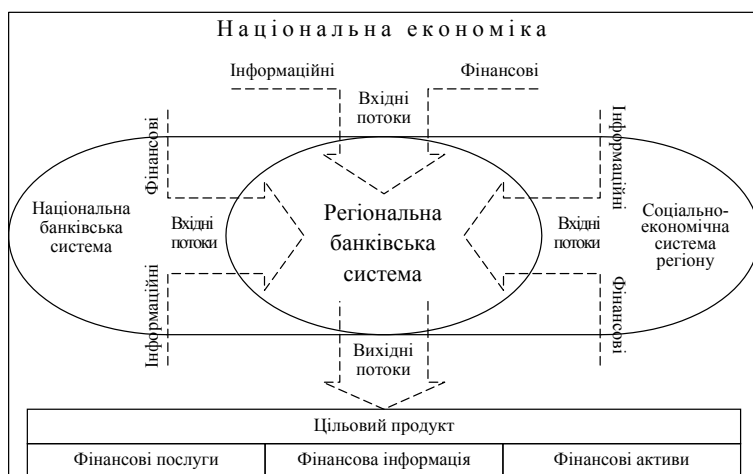 Національна економіка
Інформаційні
Фінансові
Вхідні
потоки
Фінансові
Інформаційні
Національна
банківська
система
Вхідні
потоки
Регіональна
банківська
система
Вхідні
потоки
Соціально-
економічна
система
регіону
Інформаційні
Фінансові
Вихідні
потоки
Цільовий продукт
Фінансові послуги
Фінансова інформація
Фінансові активи